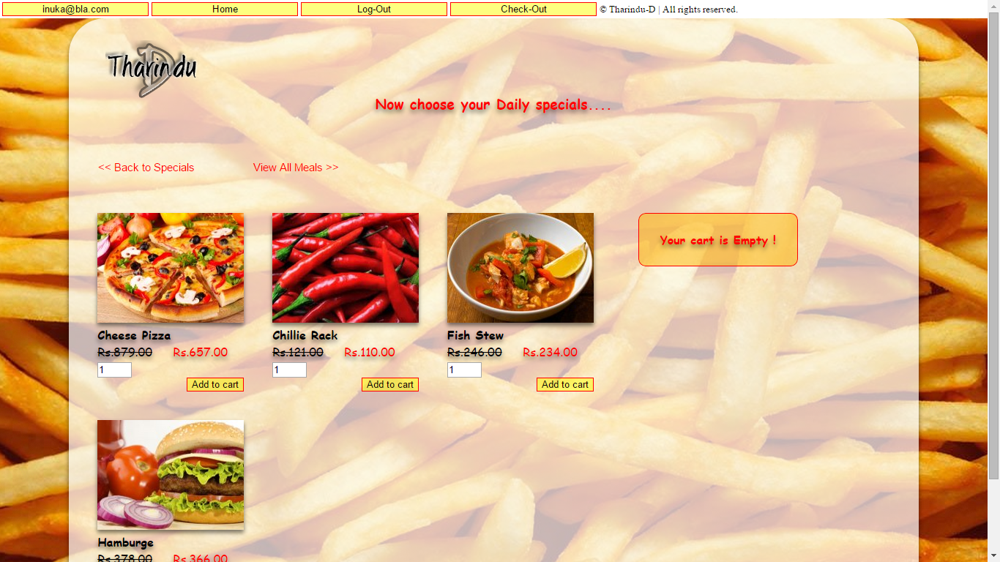 inuka@bla.com Home Log-Out Check-Out © Tharindu-D | All rights reserved.
Tharindu
D
Now choose your Daily specials....
<< Back to Specials View All Meals >>
Your cart is Empty !
Cheese Pizza Chillie Rack Fish Stew
Rs.879.00 Rs.657.00 Rs.121.00 Rs.110.00 Rs.246.00 Rs.234.00
1 1 1
Add to cart Add to cart Add to cart
Hamburge
Rs.378.00 Rs.366.00